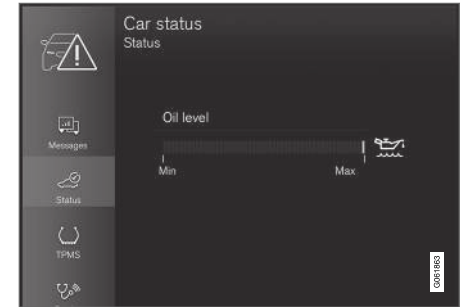 Car status
Status
Messages
Status
TPMS
Oil level
Min Max
G061863